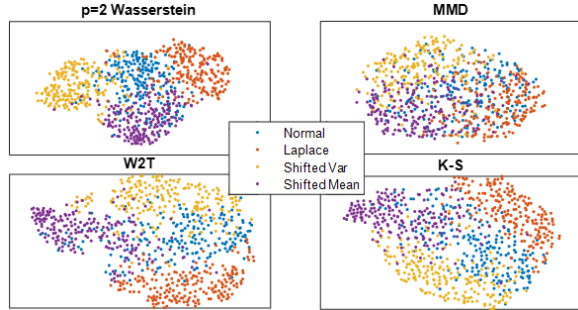 p=2 Wasserstein
MMD
Normal
Laplace
Shifted Var
Shifted Mean
W2T
K-S